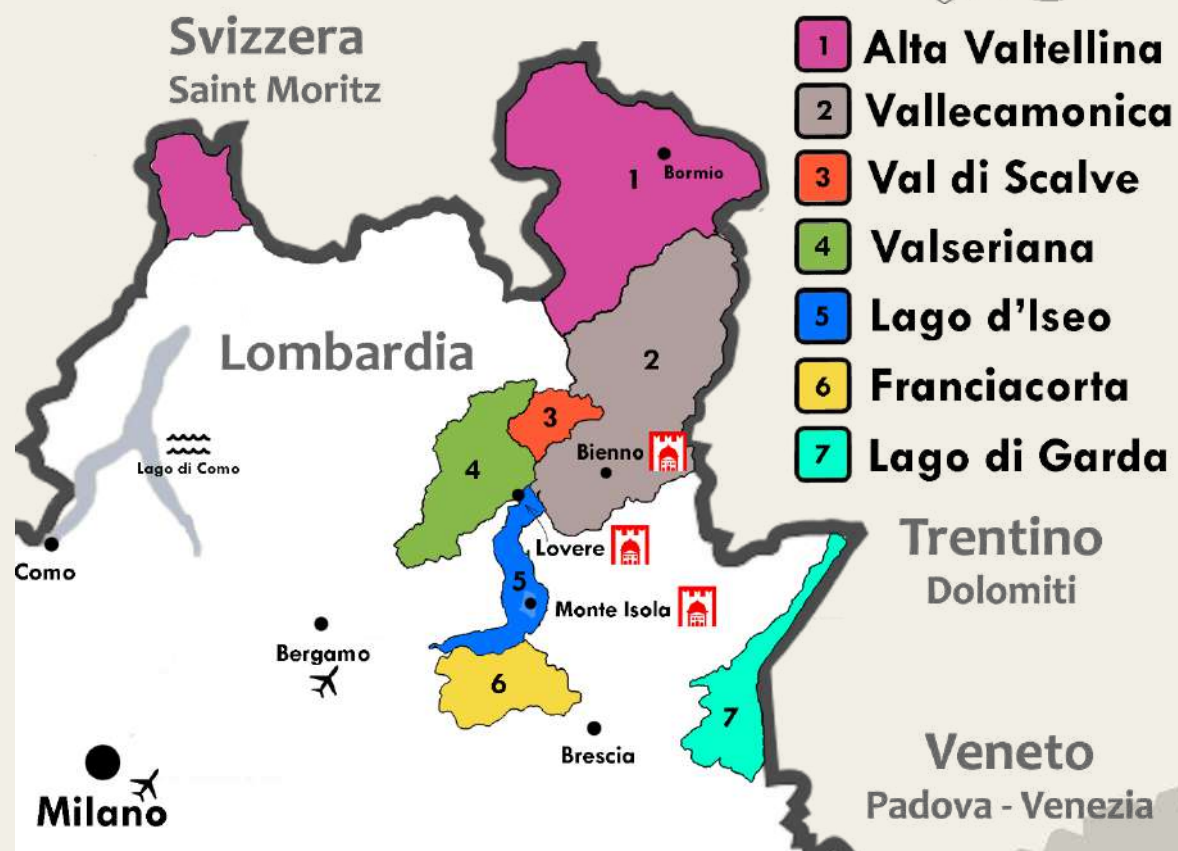 Svizzera
Saint Moritz
1 Alta Valtellina
2 Vallecamonica
3 Val di Scalve
4 Valseriana
5 Lago d'Iseo
6 Franciacorta
7 Lago di Garda
1
Bormio
Lombardia
2
3
Bienno
4
Lago di Como
Lovere
Como
5
Monte Isola
Trentino
Dolomiti
Bergamo
6
7
Brescia
Milano
Veneto
Padova - Venezia